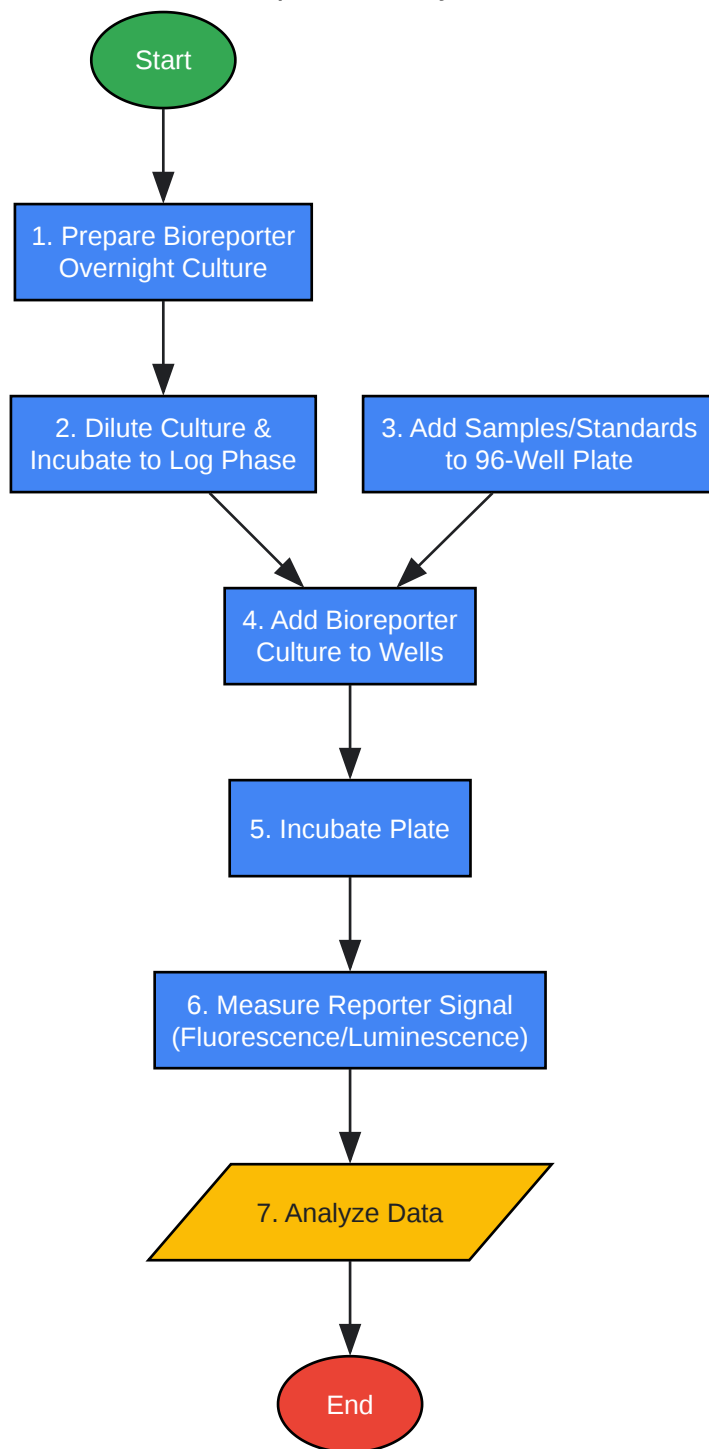 Start
1. Prepare Bioreporter
Overnight Culture
2. Dilute Culture &
Incubate to Log Phase
3. Add Samples/Standards
to 96-Well Plate
4. Add Bioreporter
Culture to Wells
5. Incubate Plate
6. Measure Reporter Signal
(Fluorescence/Luminescence)
7. Analyze Data
End